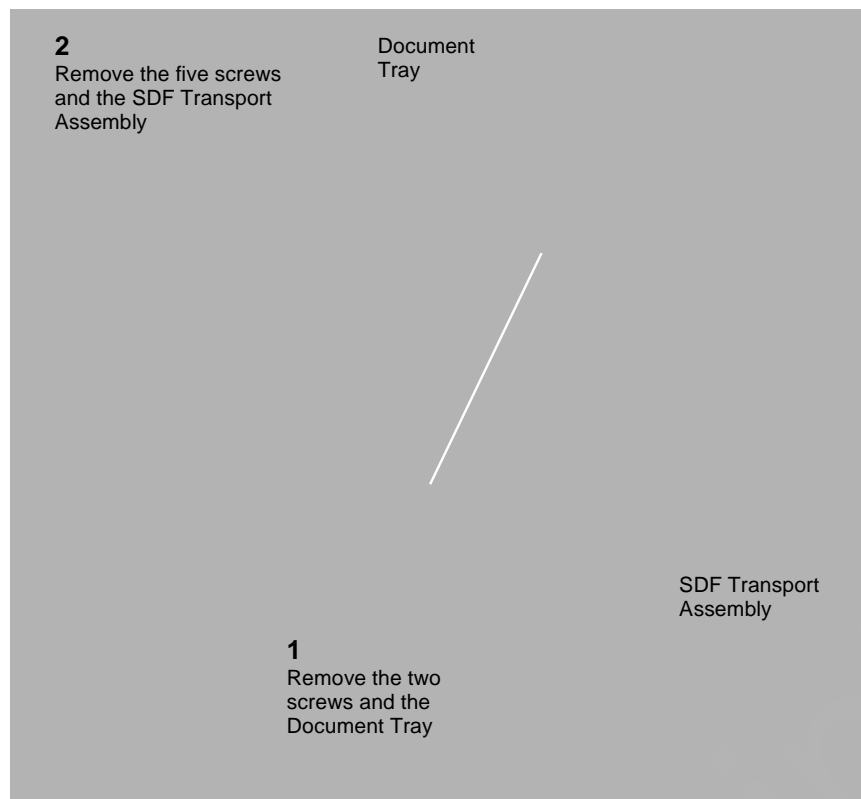 2
Remove the five screws
and the SDF Transport
Assembly
Document
Tray
SDF Transport
Assembly
1
Remove the two
screws and the
Document Tray